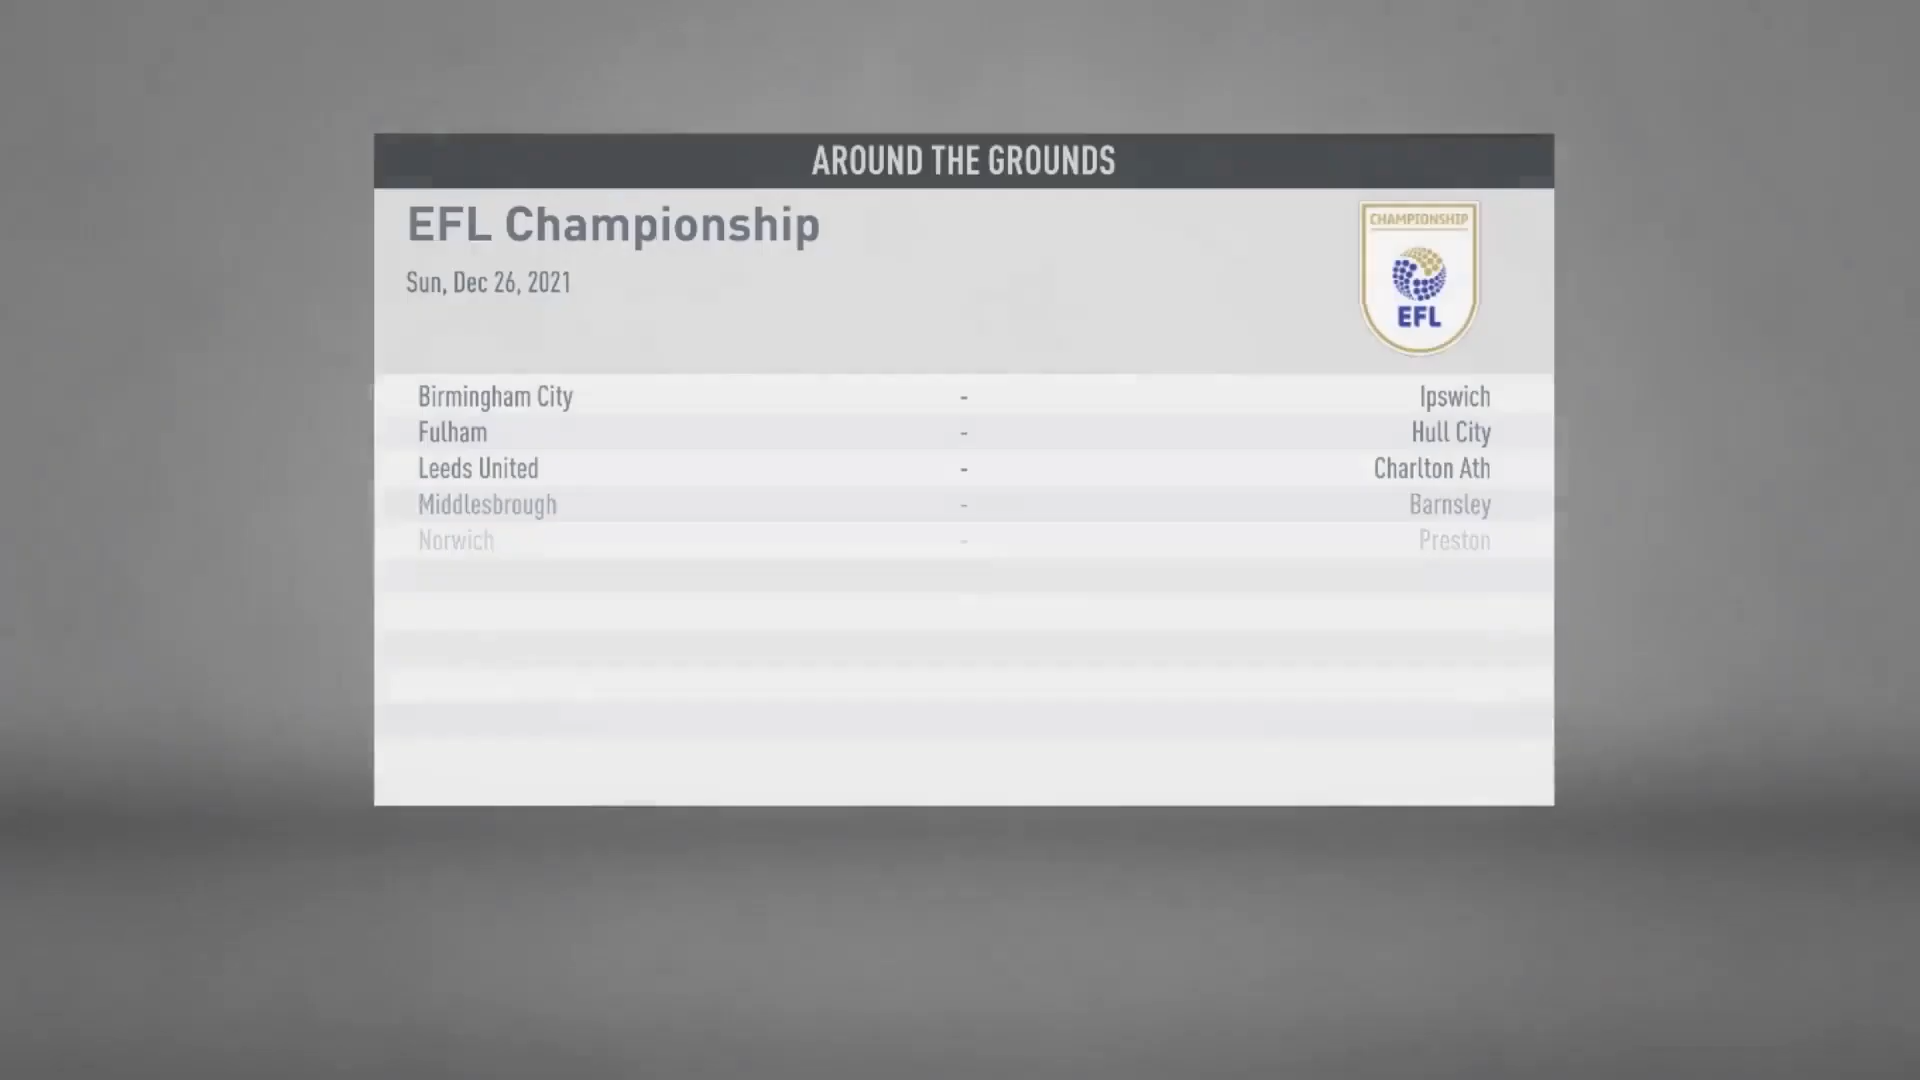 AROUND THE GROUNDS
EFL Championship
Sun, Dec 26, 2021
CHAMPIONSHIP
EFL
Birmingham City - Ipswich
Fulham - Hull City
Leeds United - Charlton Ath
Middlesbrough - Barnsley
Norwich - Preston